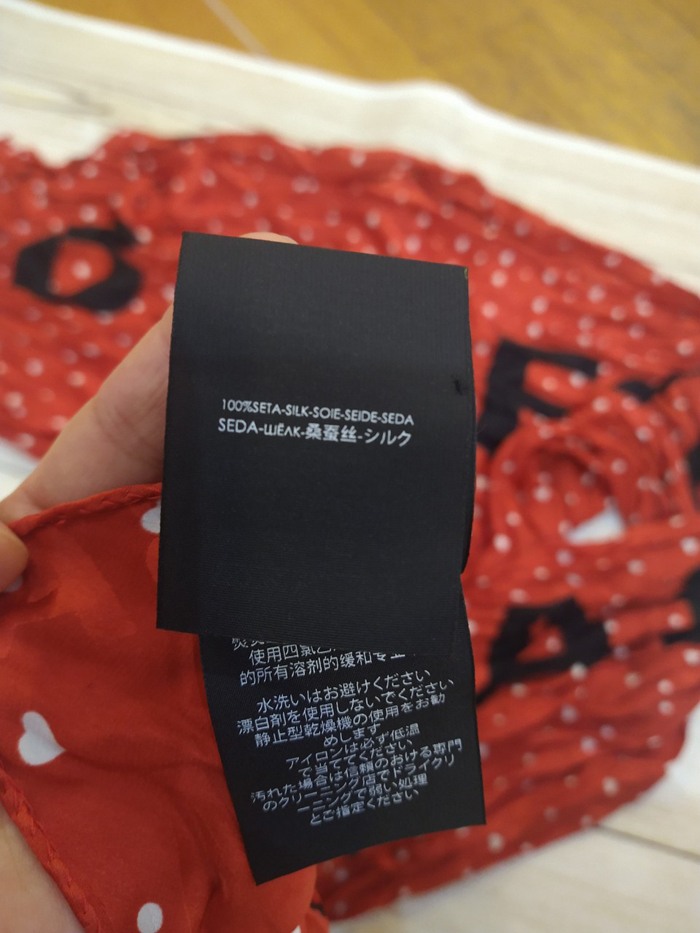 100%SETA-SILK-SOIE-SEIDE-SEDA
SEDA-ШЁΛК-桑蚕丝-シルク
使用四氯乙
的所有溶剂的缓和专业
水洗いはお避けください
漂白剤を使用しないでください
静止型乾燥機の使用をお勧
めします
アイロンは必ず低温
で当ててください
汚れた場合は信頼のおける専門
のクリーニング店でドライクリ
ーニングで弱い処理
とご指定ください